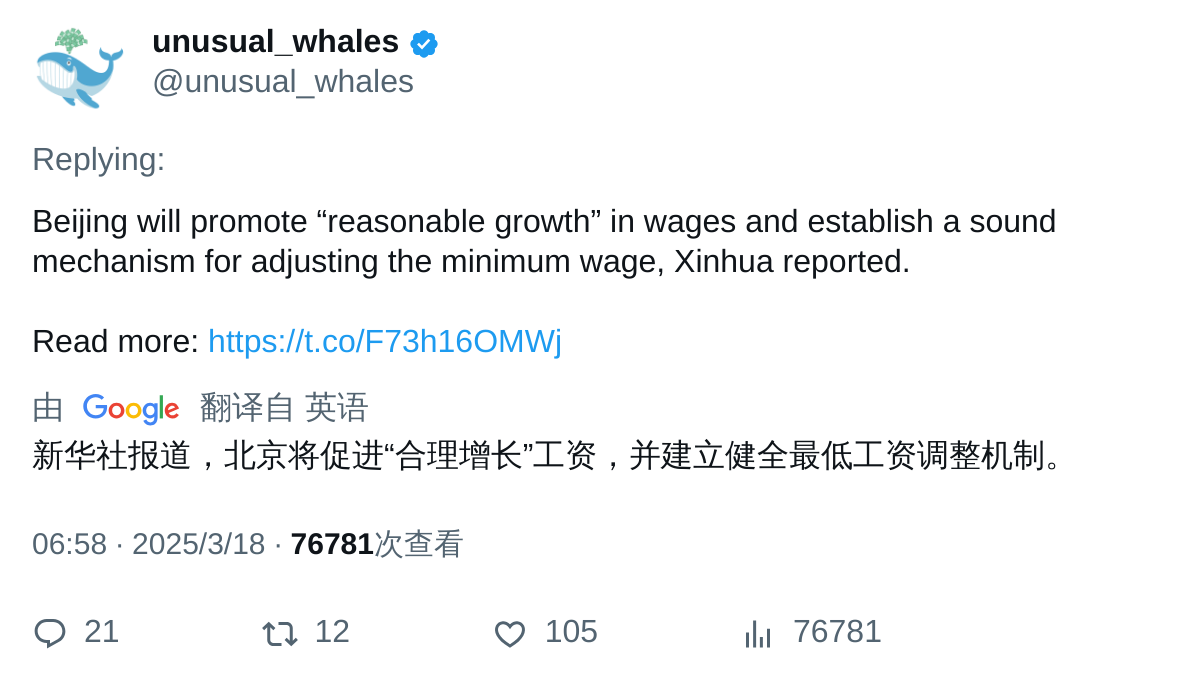 unusual_whales
@unusual_whales
Replying:
Beijing will promote “reasonable growth” in wages and establish a sound
mechanism for adjusting the minimum wage, Xinhua reported.
Read more: https://t.co/F73h16OMWj
由 Google 翻译自 英语
新华社报道，北京将促进“合理增长”工资，并建立健全最低工资调整机制。
06:58 · 2025/3/18 · 76781次查看
21 12 105 76781